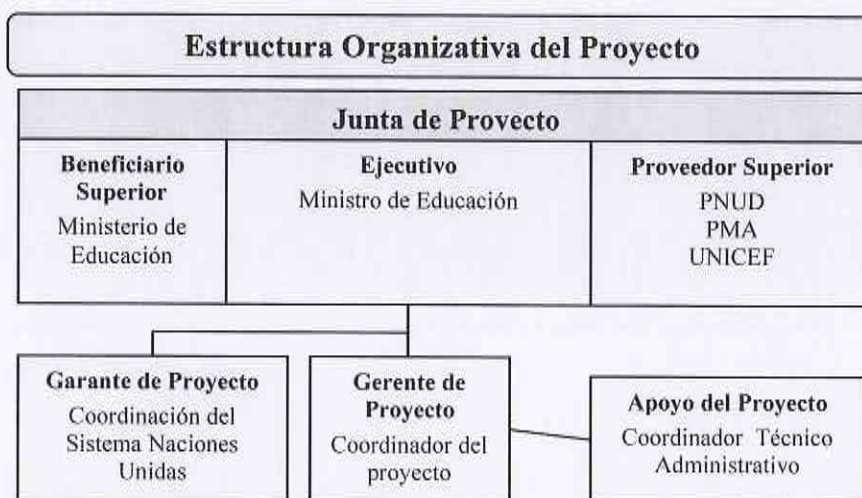 Estructura Organizativa del Proyecto
Junta de Provecto
Beneficiario
Superior
Ministerio de
Educación
Ejecutivo
Ministro de Educación
Proveedor Superior
PNUD
PMA
UNICEF
Garante de Proyecto
Coordinación del
Sistema Naciones
Unidas
Gerente de
Proyecto
Coordinador del
proyecto
Apoyo del Proyecto
Coordinador Técnico
Administrativo